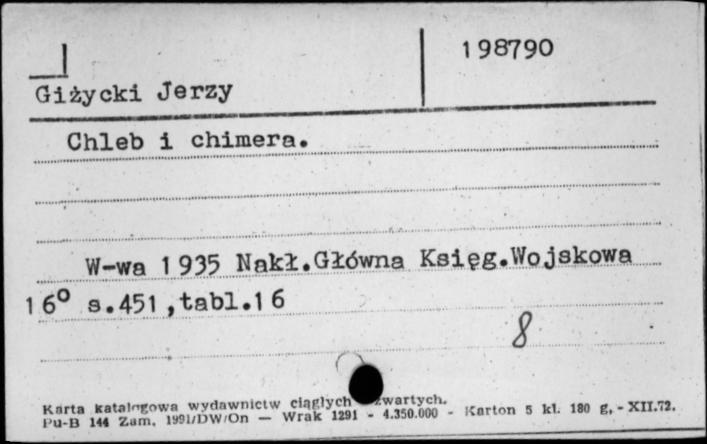 198790
Giżycki Jerzy
Chleb i chimera.
W-wa 1935 Nakł.Główna Księg.Wojskowa
16° s.451,tabl.16
8
Karta katalogowa wydawnictw ciągłych zwartych.
Pu-B 144 Zam. 1991/DW/On — Wrak 1291 - 4.350.000 - Karton 5 kl. 180 g. - XII.72.